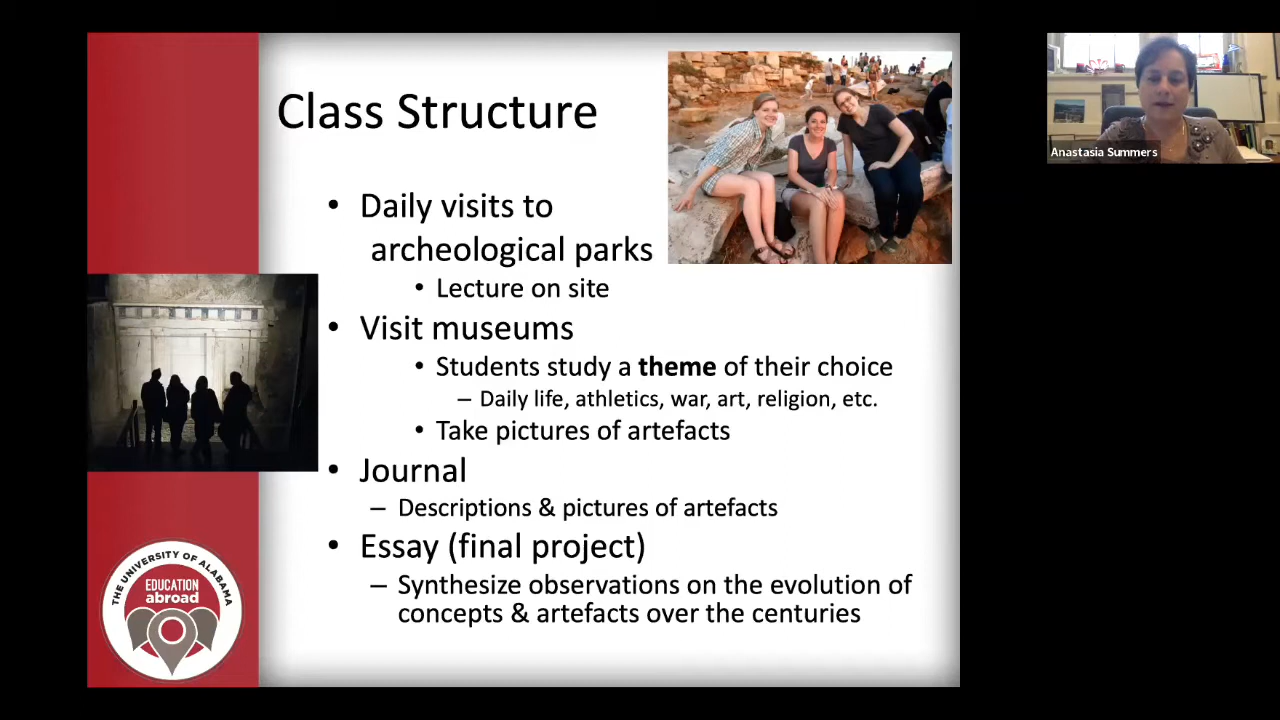 Class Structure
• Daily visits to
archeological parks
• Lecture on site
• Visit museums
• Students study a theme of their choice
– Daily life, athletics, war, art, religion, etc.
• Take pictures of artefacts
• Journal
– Descriptions & pictures of artefacts
• Essay (final project)
– Synthesize observations on the evolution of
concepts & artefacts over the centuries
THE UNIVERSITY OF ALABAMA
EDUCATION
abroad
Anastasia Summers